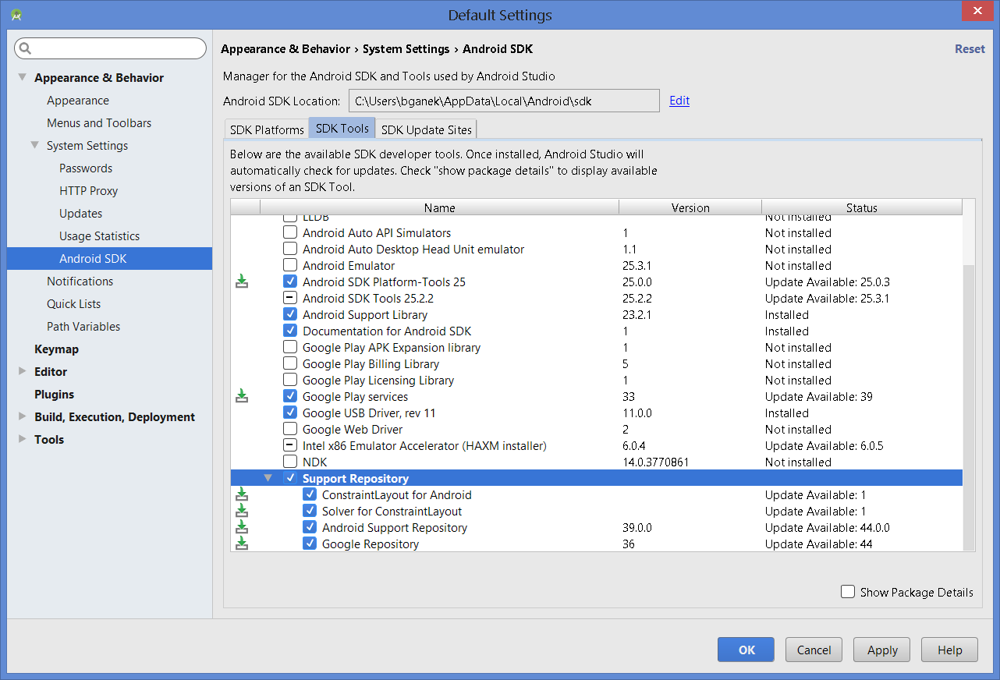 Default Settings
Appearance & Behavior › System Settings › Android SDK
Reset
Appearance & Behavior
Appearance
Menus and Toolbars
System Settings
Passwords
HTTP Proxy
Updates
Usage Statistics
Android SDK
Notifications
Quick Lists
Path Variables
Keymap
Editor
Plugins
Build, Execution, Deployment
Tools
Manager for the Android SDK and Tools used by Android Studio
Android SDK Location: C:\Users\bganek\AppData\Local\Android\sdk Edit
SDK Platforms SDK Tools SDK Update Sites
Below are the available SDK developer tools. Once installed, Android Studio will
automatically check for updates. Check "show package details" to display available
versions of an SDK Tool.
Name Version Status
LLDB Not installed
Android Auto API Simulators 1 Not installed
Android Auto Desktop Head Unit emulator 1.1 Not installed
Android Emulator 25.3.1 Not installed
Android SDK Platform-Tools 25 25.0.0 Update Available: 25.0.3
Android SDK Tools 25.2.2 25.2.2 Update Available: 25.3.1
Android Support Library 23.2.1 Installed
Documentation for Android SDK 1 Installed
Google Play APK Expansion library 1 Not installed
Google Play Billing Library 5 Not installed
Google Play Licensing Library 1 Not installed
Google Play services 33 Update Available: 39
Google USB Driver, rev 11 11.0.0 Installed
Google Web Driver 2 Not installed
Intel x86 Emulator Accelerator (HAXM installer) 6.0.4 Update Available: 6.0.5
NDK 14.0.3770861 Not installed
Support Repository
ConstraintLayout for Android Update Available: 1
Solver for ConstraintLayout Update Available: 1
Android Support Repository 39.0.0 Update Available: 44.0.0
Google Repository 36 Update Available: 44
Show Package Details
OK Cancel Apply Help